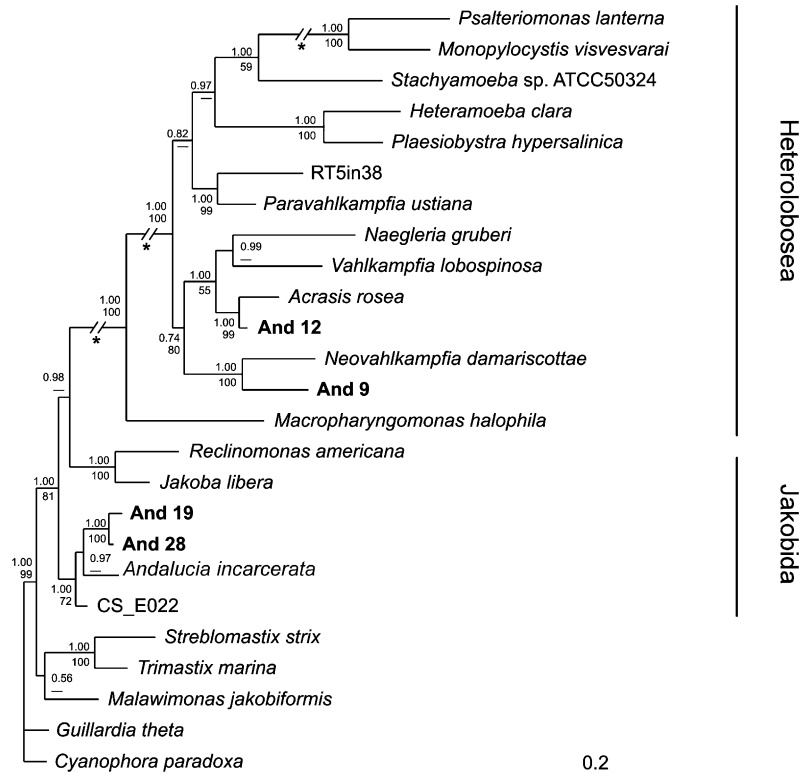 Psalteriomonas lanterna
1.00
100
*
Monopylocystis visvesvarai
1.00
59
Stachyamoeba sp. ATCC50324
0.97
—
Heteramoeba clara
1.00
100
Plaesiobystra hypersalinica
0.82
—
RT5in38
1.00
99
Paravahlkampfia ustiana
1.00
100
*
Naegleria gruberi
0.99
—
Vahlkampfia lobospinosa
1.00
55
Acrasis rosea
1.00
99
And 12
0.74
80
Neovahlkampfia damariscottae
1.00
100
And 9
1.00
100
*
Macropharyngomonas halophila
Heterolobosea
0.98
—
Reclinomonas americana
1.00
100
Jakoba libera
1.00
81
And 19
1.00
100
And 28
0.97
—
Andalucia incarcerata
1.00
72
CS_E022
Jakobida
1.00
99
Streblomastix strix
1.00
100
Trimastix marina
0.56
—
Malawimonas jakobiformis
Guillardia theta
Cyanophora paradoxa
0.2